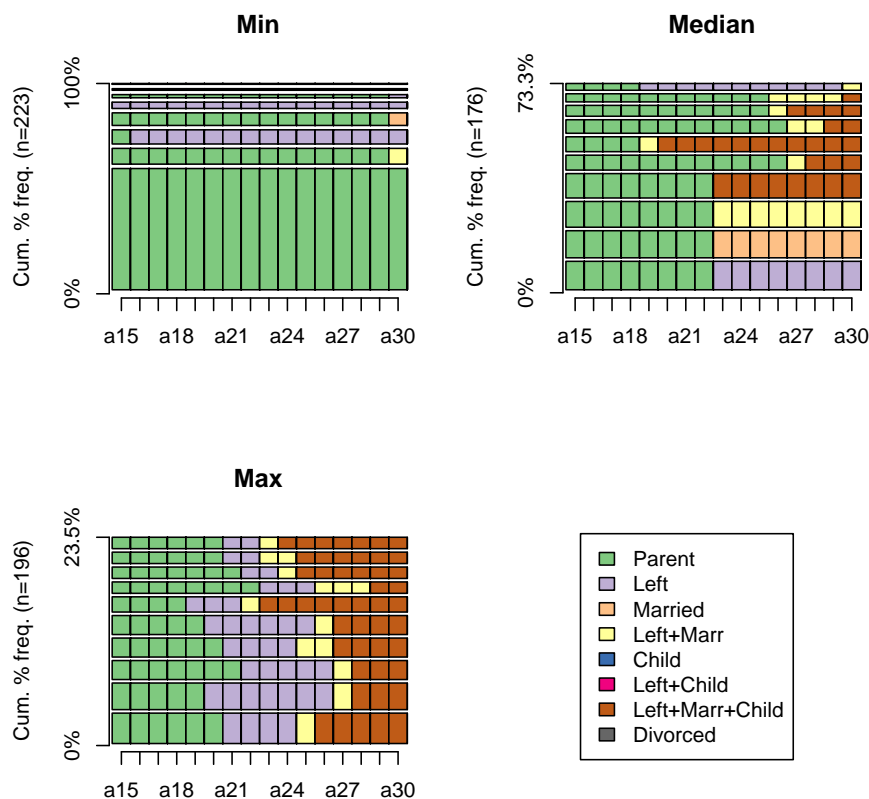 Min
Cum. % freq. (n=223)
0%
100%
a15
a18
a21
a24
a27
a30
Median
Cum. % freq. (n=176)
0%
73.3%
a15
a18
a21
a24
a27
a30
Max
Cum. % freq. (n=196)
0%
23.5%
a15
a18
a21
a24
a27
a30
Parent
Left
Married
Left+Marr
Child
Left+Child
Left+Marr+Child
Divorced